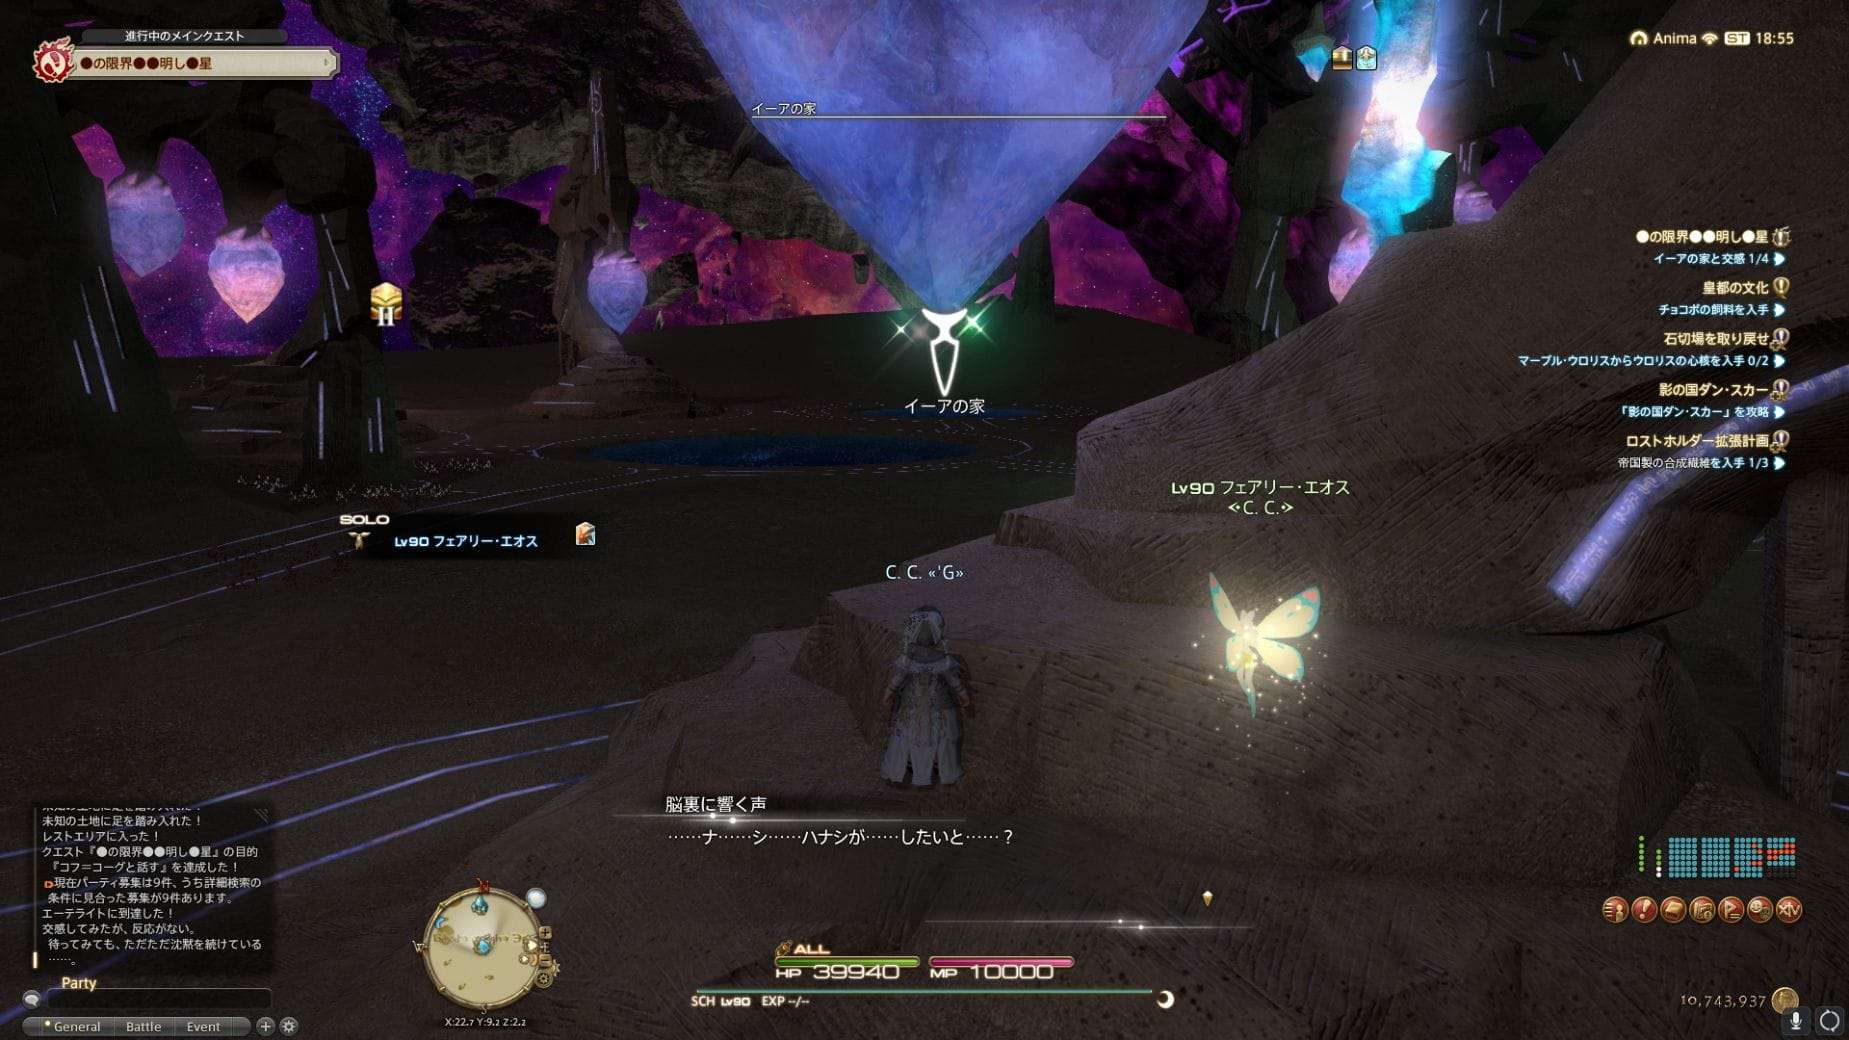 進行中のメインクエスト
●の限界●●明し●星
Anima ST 18:55
イーアの家
●の限界●●明し●星
イーアの家と交感 1/4
皇都の文化
チョコボの飼料を入手
石切場を取り戻せ
マーブル・ウロリスからウロリスの心核を入手 0/2
影の国ダン・スカー
「影の国ダン・スカー」を攻略
ロストホルダー拡張計画
帝国製の合成繊維を入手 1/3
II
イーアの家
Lv90 フェアリー・エオス
<C. C.>
SOLO
Lv90 フェアリー・エオス
C. C. «'G»
脳裏に響く声
……ナ……シ……ハナシが……したいと……？
未知の土地に足を踏み入れた！
未知の土地に足を踏み入れた！
レストエリアに入った！
クエスト『●の限界●●明し●星』の目的
『コフ＝コーグと話す』を達成した！
現在パーティ募集は9件、うち詳細検索の
条件に見合った募集が9件あります。
エーテライトに到達した！
交感してみたが、反応がない。
待ってみても、ただただ沈黙を続けている
……。
Party
General Battle Event
N
X:22.7 Y:9.2 Z:2.2
ALL
HP 39940 MP 10000
SCH Lv90 EXP --/--
XIV
10,743,937